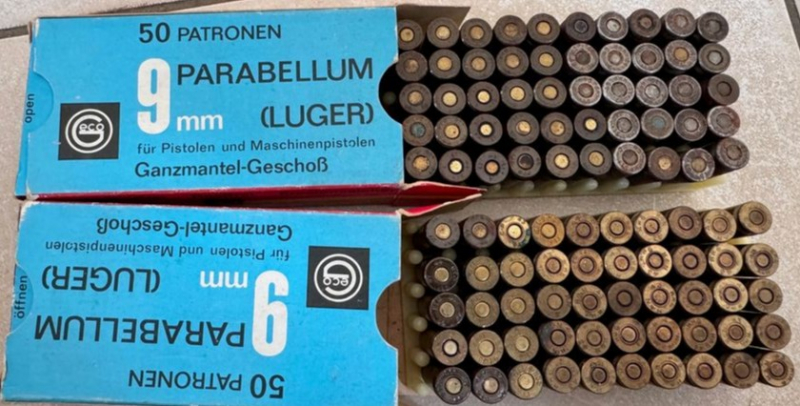 50 PATRONEN
9 mm PARABELLUM
(LUGER)
für Pistolen und Maschinenpistolen
Ganzmantel-Geschoß
Geco
open
50 PATRONEN
9 mm PARABELLUM
(LUGER)
für Pistolen und Maschinenpistolen
Ganzmantel-Geschoß
Geco
öffnen